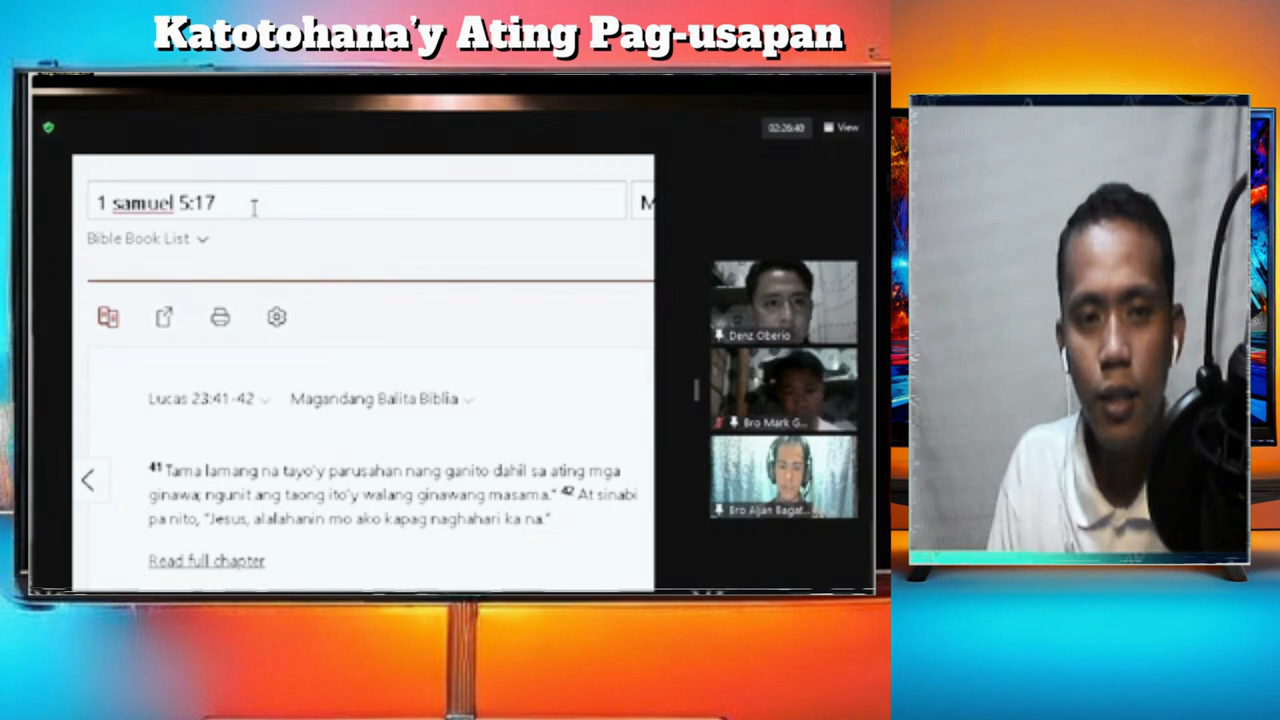 Katotohana'y Ating Pag-usapan
02:26:40
View
1 samuel 5:17
M
Bible Book List
Lucas 23:41-42 Magandang Balita Biblia
41 Tama lamang na tayo'y parusahan nang ganito dahil sa ating mga
ginawa; ngunit ang taong ito'y walang ginawang masama." 42 At sinabi
pa nito, "Jesus, alalahanin mo ako kapag naghahari ka na."
Read full chapter
Denz Oberio
Bro Mark G...
Bro Aljan Bagat...